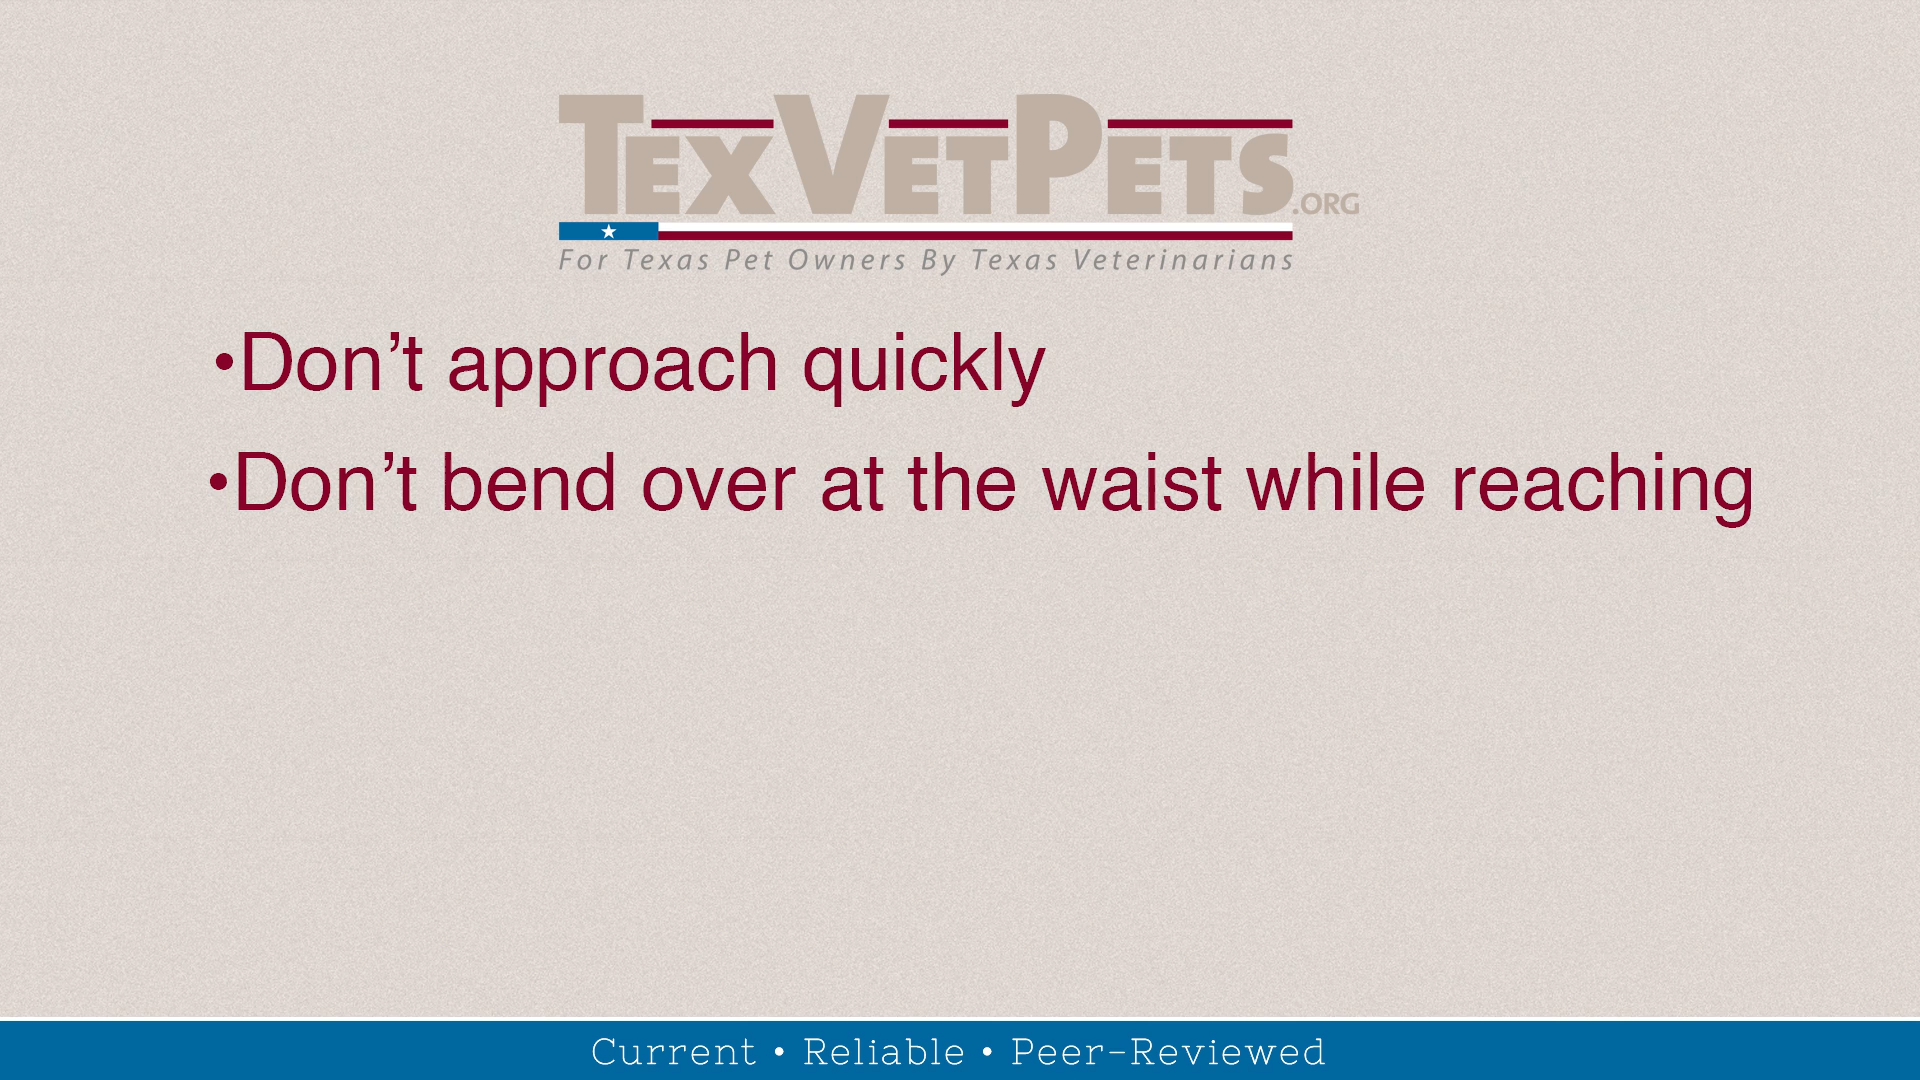 TEXVETPETS.ORG
For Texas Pet Owners By Texas Veterinarians
•Don’t approach quickly
•Don’t bend over at the waist while reaching
Current • Reliable • Peer-Reviewed